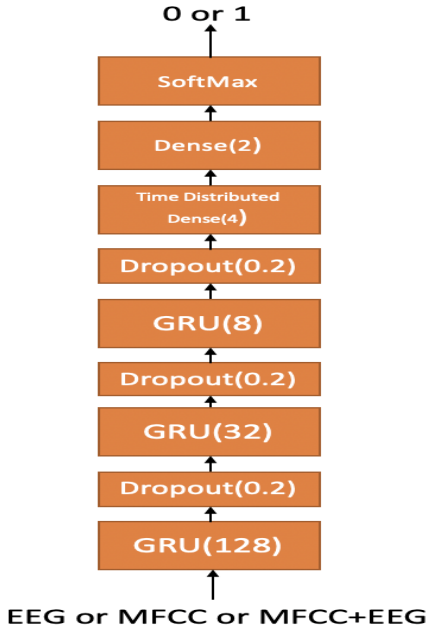 0 or 1
SoftMax
Dense(2)
Time Distributed
Dense(4)
Dropout(0.2)
GRU(8)
Dropout(0.2)
GRU(32)
Dropout(0.2)
GRU(128)
EEG or MFCC or MFCC+EEG